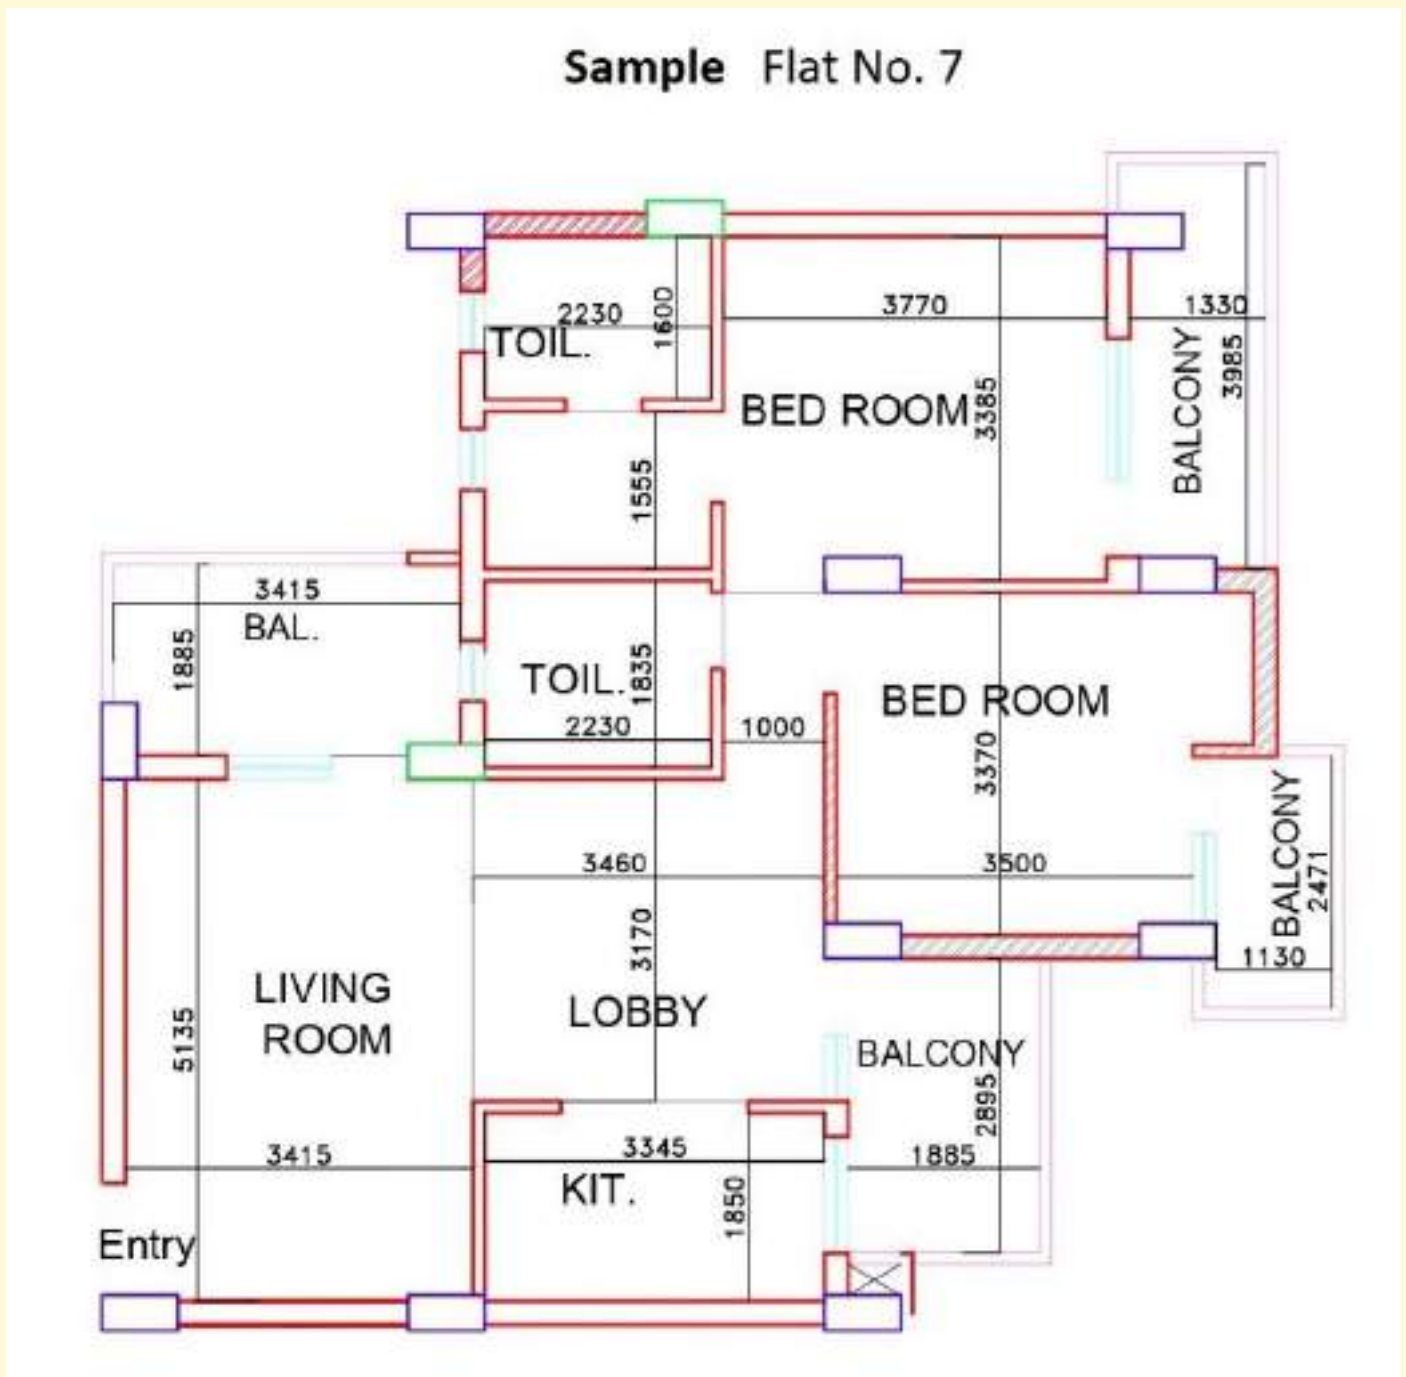 Sample Flat No. 7
2230
TOIL.
1600
3770
1330
BED ROOM
3385
BALCONY
3985
1555
3415
BAL.
1885
TOIL.
1835
2230
1000
BED ROOM
3370
3460
3500
BALCONY
2471
1130
3170
LIVING
ROOM
LOBBY
5135
BALCONY
2895
3415
3345
1885
KIT.
1850
Entry